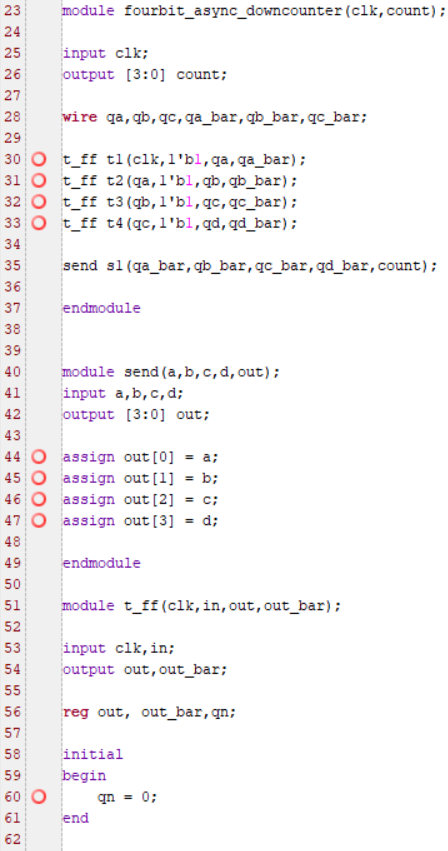 23 module fourbit_async_downcounter(clk,count);
24
25 input clk;
26 output [3:0] count;
27
28 wire qa,qb,qc,qa_bar,qb_bar,qc_bar;
29
30 t_ff t1(clk,1'b1,qa,qa_bar);
31 t_ff t2(qa,1'b1,qb,qb_bar);
32 t_ff t3(qb,1'b1,qc,qc_bar);
33 t_ff t4(qc,1'b1,qd,qd_bar);
34
35 send s1(qa_bar,qb_bar,qc_bar,qd_bar,count);
36
37 endmodule
38
39
40 module send(a,b,c,d,out);
41 input a,b,c,d;
42 output [3:0] out;
43
44 assign out[0] = a;
45 assign out[1] = b;
46 assign out[2] = c;
47 assign out[3] = d;
48
49 endmodule
50
51 module t_ff(clk,in,out,out_bar);
52
53 input clk,in;
54 output out,out_bar;
55
56 reg out, out_bar,qn;
57
58 initial
59 begin
60 qn = 0;
61 end
62